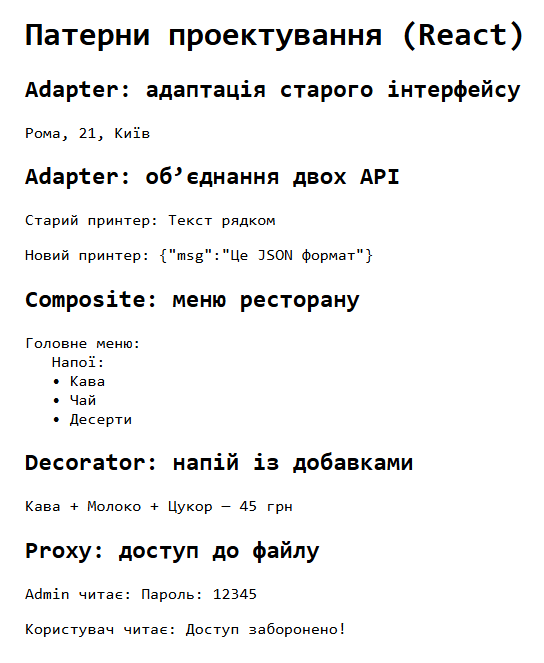 Патерни проектування (React)
Adapter: адаптація старого інтерфейсу
Рома, 21, Київ
Adapter: об’єднання двох API
Старий принтер: Текст рядком
Новий принтер: {"msg":"Це JSON формат"}
Composite: меню ресторану
Головне меню:
Напої:
• Кава
• Чай
• Десерти
Decorator: напій із добавками
Кава + Молоко + Цукор — 45 грн
Proxy: доступ до файлу
Admin читає: Пароль: 12345
Користувач читає: Доступ заборонено!